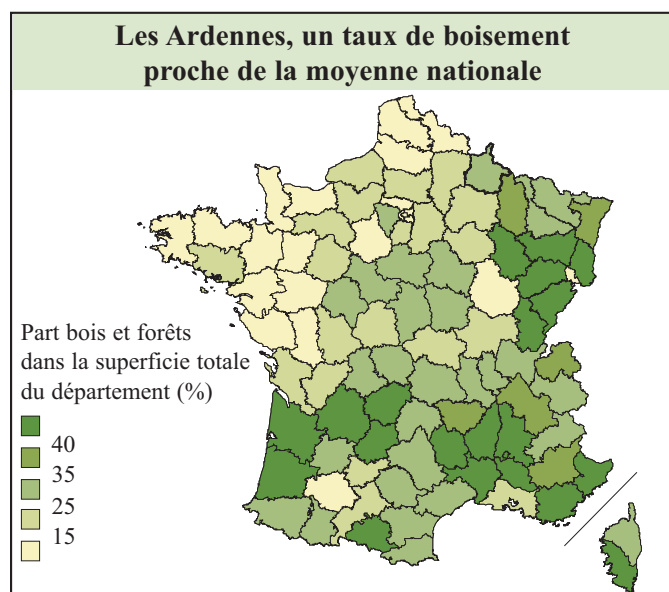 Les Ardennes, un taux de boisement
proche de la moyenne nationale
Part bois et forêts
dans la superficie totale
du département (%)
40
35
25
15